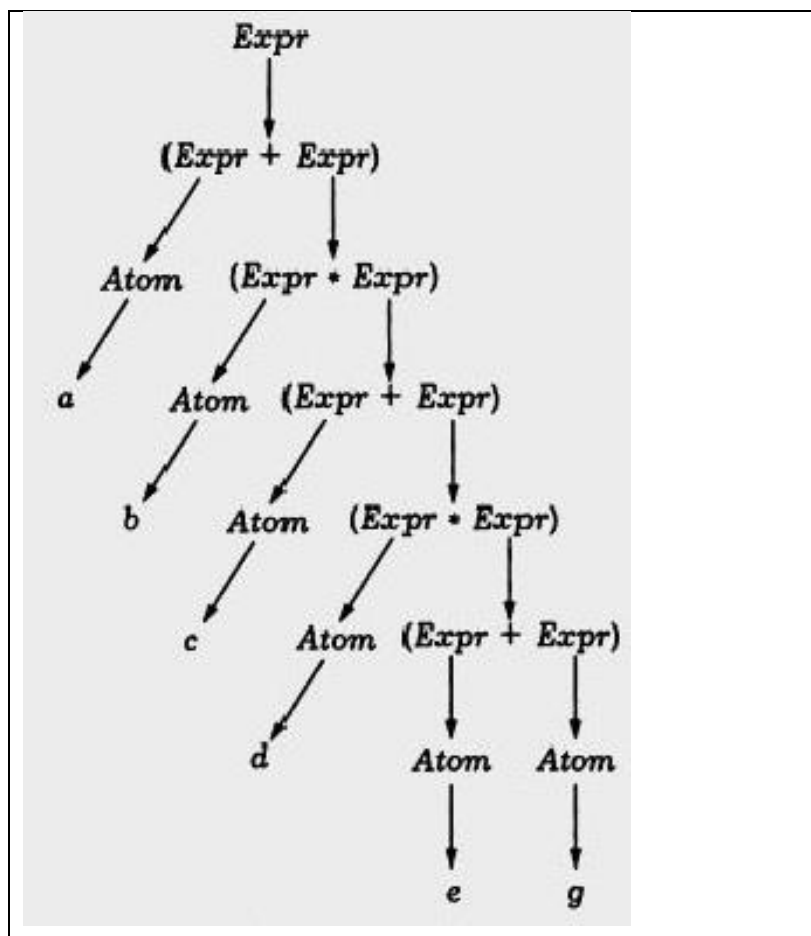 Expr
(Expr + Expr)
Atom (Expr * Expr)
a Atom (Expr + Expr)
b Atom (Expr * Expr)
c Atom (Expr + Expr)
d Atom Atom
e g